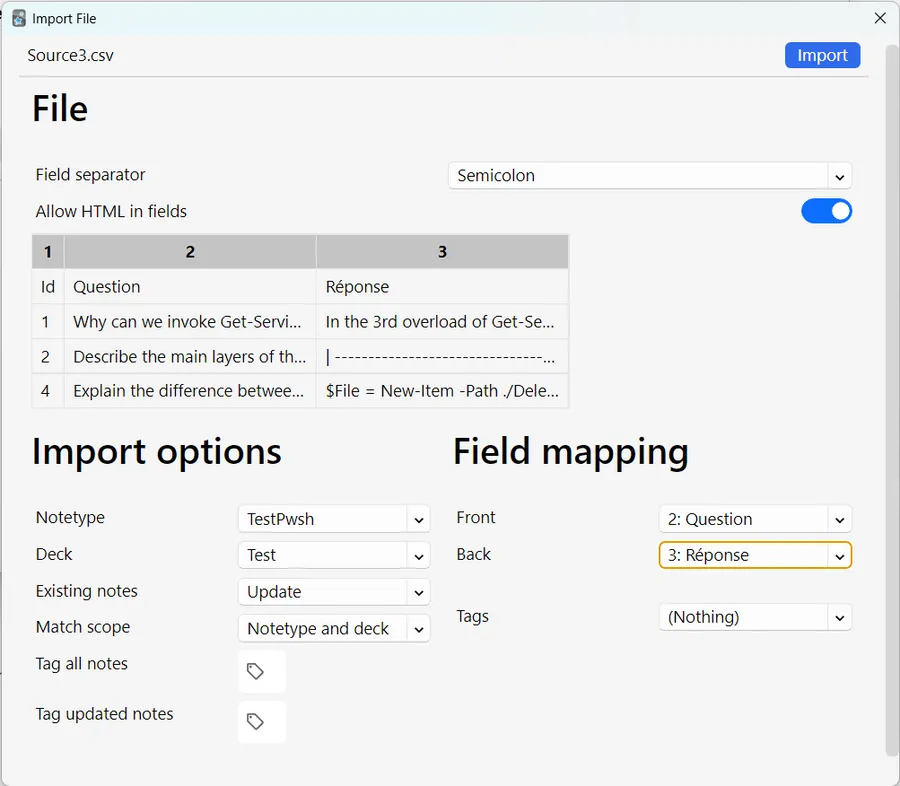 Import File
Source3.csv
Import
File
Field separator
Semicolon
Allow HTML in fields
1 2 3
Id Question Réponse
1 Why can we invoke Get-Servi... In the 3rd overload of Get-Se...
2 Describe the main layers of th... | -------------------------------...
4 Explain the difference betwee... $File = New-Item -Path ./Dele...
Import options
Field mapping
Notetype TestPwsh
Front 2: Question
Deck Test
Back 3: Réponse
Existing notes Update
Match scope Notetype and deck
Tags (Nothing)
Tag all notes
Tag updated notes